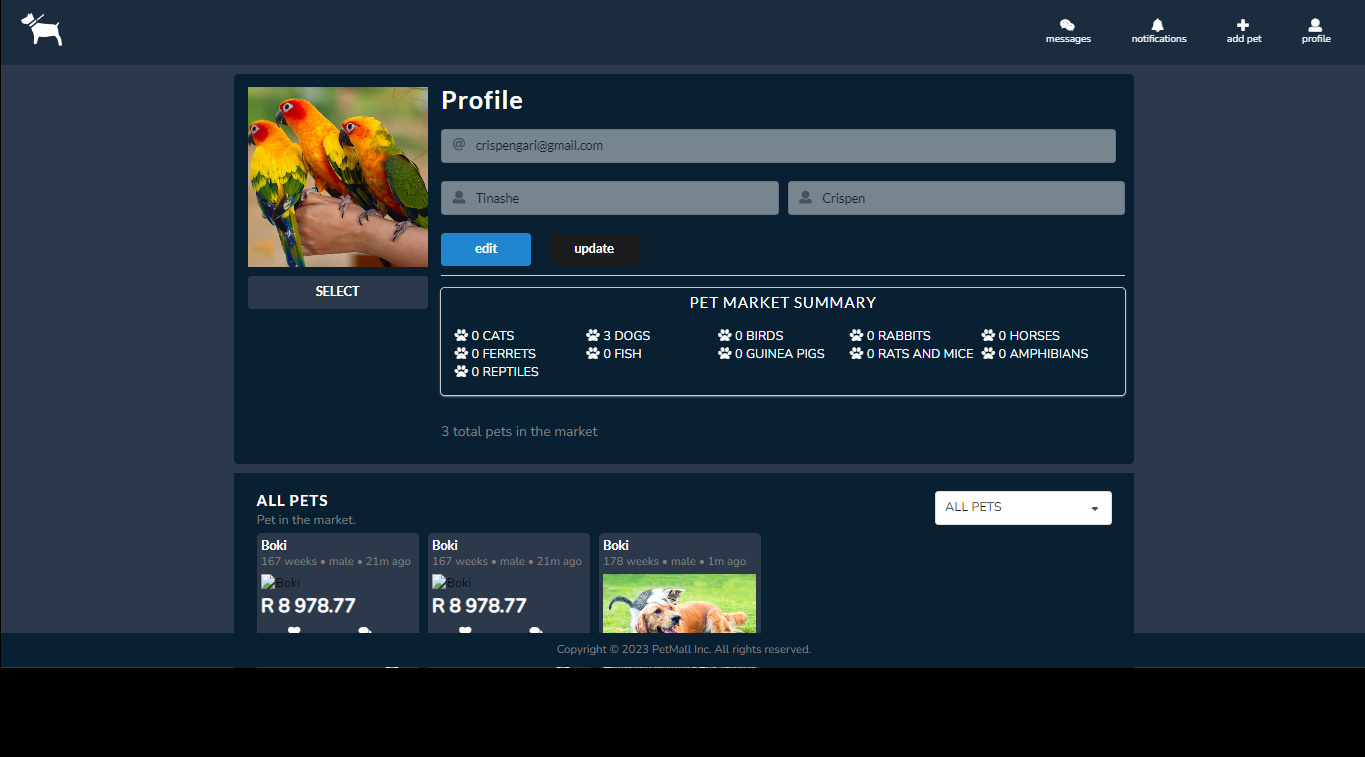 messages notifications add pet profile
Profile
@ crispengari@gmail.com
Tinashe Crispen
edit update
SELECT
PET MARKET SUMMARY
0 CATS 3 DOGS 0 BIRDS 0 RABBITS 0 HORSES
0 FERRETS 0 FISH 0 GUINEA PIGS 0 RATS AND MICE 0 AMPHIBIANS
0 REPTILES
3 total pets in the market
ALL PETS ALL PETS
Pet in the market.
Boki Boki Boki
167 weeks • male • 21m ago 167 weeks • male • 21m ago 178 weeks • male • 1m ago
Boki Boki
R 8 978.77 R 8 978.77
Copyright © 2023 PetMall Inc. All rights reserved.